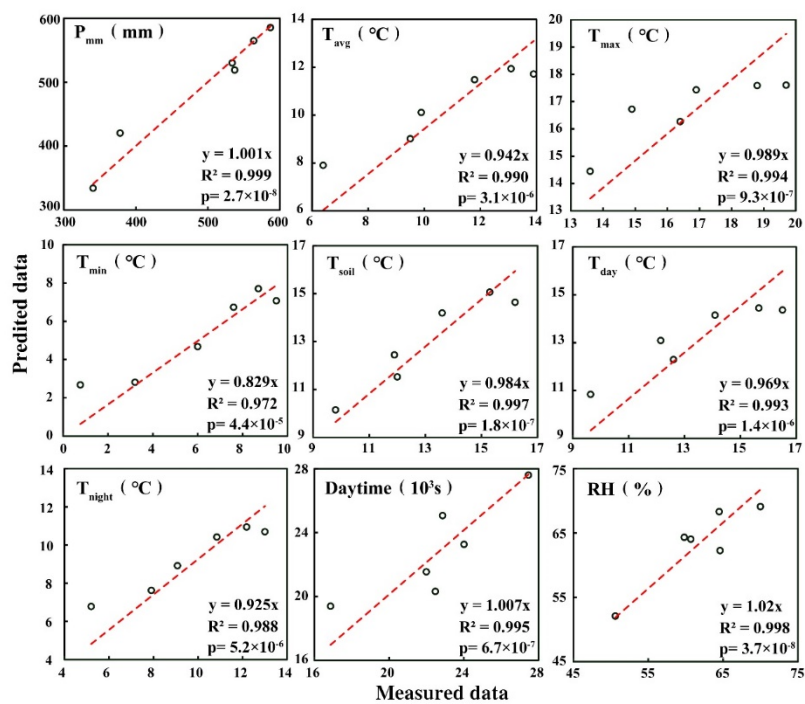 P_mm ( mm)
600
500
400
300
300 400 500 600
y = 1.001x
R² = 0.999
p= 2.7×10⁻⁸
T_avg ( °C)
14
12
10
8
6
6 8 10 12 14
y = 0.942x
R² = 0.990
p= 3.1×10⁻⁶
T_max ( °C)
20
19
18
17
16
15
14
13
13 14 15 16 17 18 19 20
y = 0.989x
R² = 0.994
p= 9.3×10⁻⁷
Predited data
T_min ( °C)
10
8
6
4
2
0
0 2 4 6 8 10
y = 0.829x
R² = 0.972
p= 4.4×10⁻⁵
T_soil ( °C)
17
15
13
11
9
9 11 13 15 17
y = 0.984x
R² = 0.997
p= 1.8×10⁻⁷
T_day ( °C)
17
15
13
11
9
9 11 13 15 17
y = 0.969x
R² = 0.993
p= 1.4×10⁻⁶
T_night ( °C)
14
12
10
8
6
4
4 6 8 10 12 14
y = 0.925x
R² = 0.988
p= 5.2×10⁻⁶
Daytime ( 10³s)
28
24
20
16
16 20 24 28
y = 1.007x
R² = 0.995
p= 6.7×10⁻⁷
RH ( %)
75
65
55
45
45 55 65 75
y = 1.02x
R² = 0.998
p= 3.7×10⁻⁸
Measured data